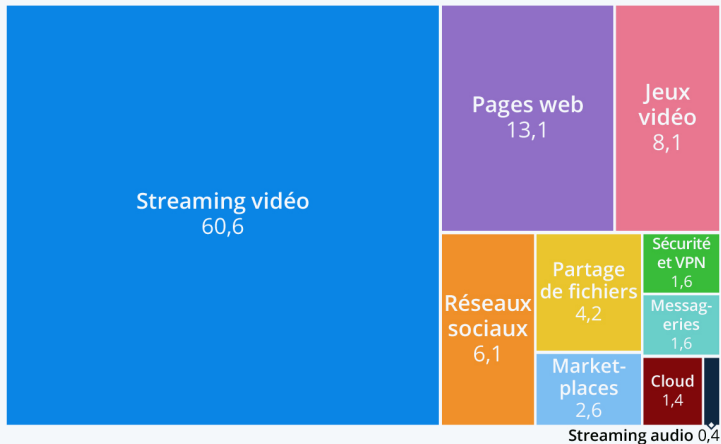 Streaming vidéo
60,6
Pages web
13,1
Jeux
vidéo
8,1
Réseaux
sociaux
6,1
Partage
de fichiers
4,2
Market-
places
2,6
Sécurité
et VPN
1,6
Messag-
eries
1,6
Cloud
1,4
Streaming audio 0,4